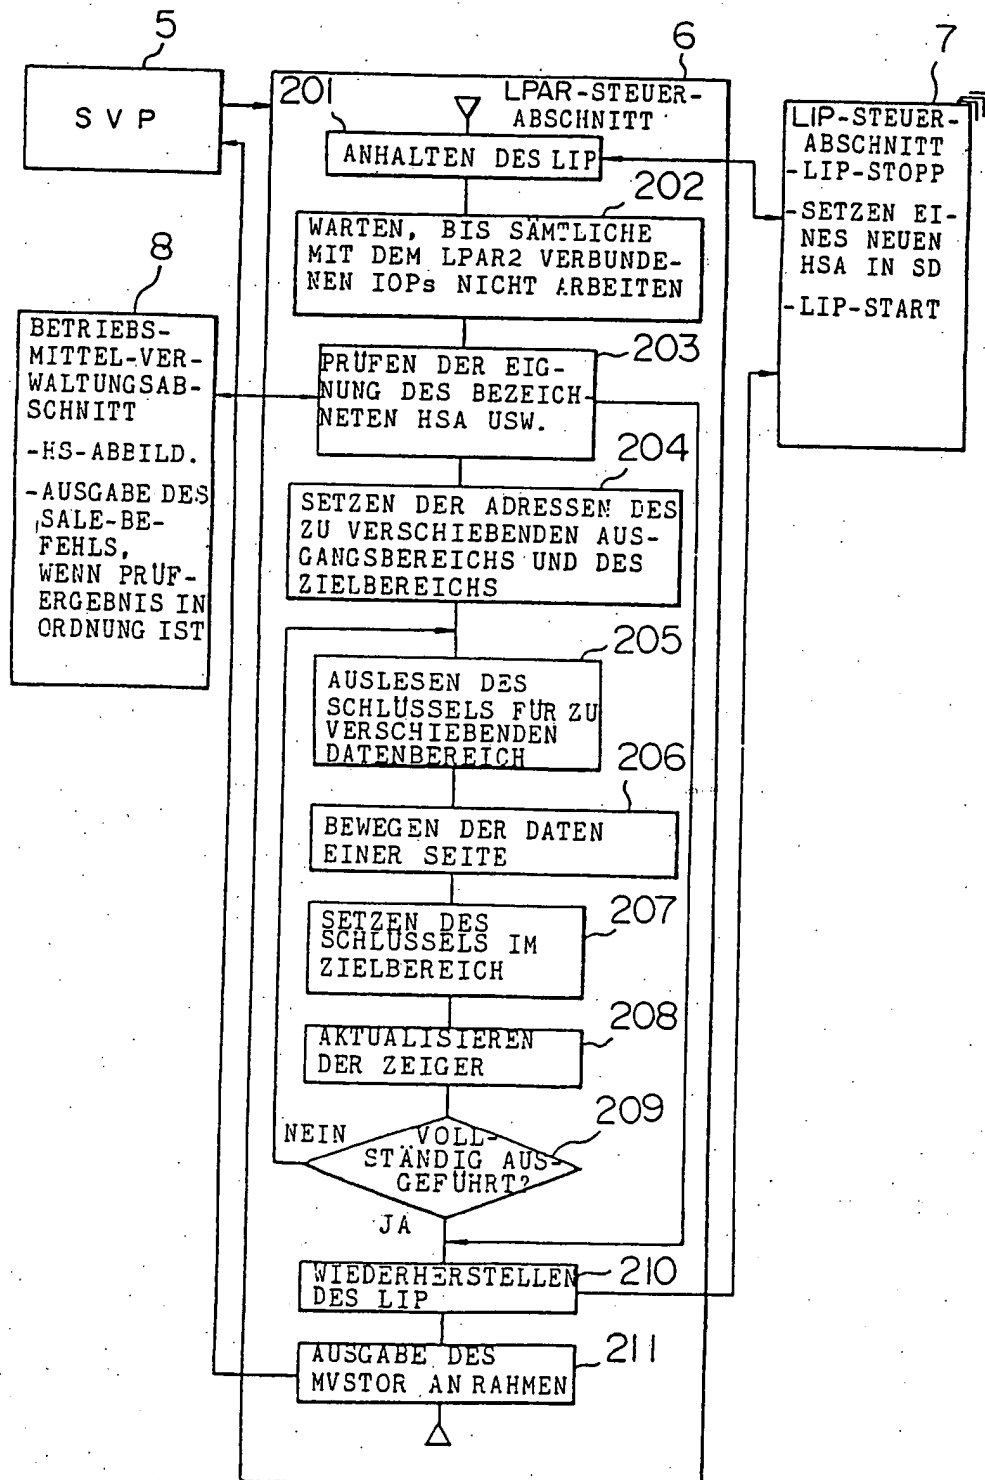 5
SVP
6
LPAR-STEUER-
ABSCHNITT
7
LIP-STEUER-
ABSCHNITT
-LIP-STOPP
-SETZEN EI-
NES NEUEN
HSA IN SD
-LIP-START
8
BETRIEBS-
MITTEL-VER-
WALTUNGSAB-
SCHNITT
-HS-ABBILD.
-AUSGABE DES
SALE-BE-
FEHLS,
WENN PRÜF-
ERGEBNIS IN
ORDNUNG IST
201
ANHALTEN DES LIP
202
WARTEN, BIS SÄMTLICHE
MIT DEM LPAR2 VERBUNDE-
NEN IOPs NICHT ARBEITEN
203
PRÜFEN DER EIG-
NUNG DES BEZEICH-
NETEN HSA USW.
204
SETZEN DER ADRESSEN DES
ZU VERSCHIEBENDEN AUS-
GANGSBEREICHS UND DES
ZIELBEREICHS
205
AUSLESEN DES
SCHLÜSSELS FÜR ZU
VERSCHIEBENDEN
DATENBEREICH
206
BEWEGEN DER DATEN
EINER SEITE
207
SETZEN DES
SCHLÜSSELS IM
ZIELBEREICH
208
AKTUALISIEREN
DER ZEIGER
209
VOLL-
STÄNDIG AUS-
GEFÜHRT?
NEIN
JA
210
WIEDERHERSTELLEN
DES LIP
211
AUSGABE DES
MVSTOR AN RAHMEN